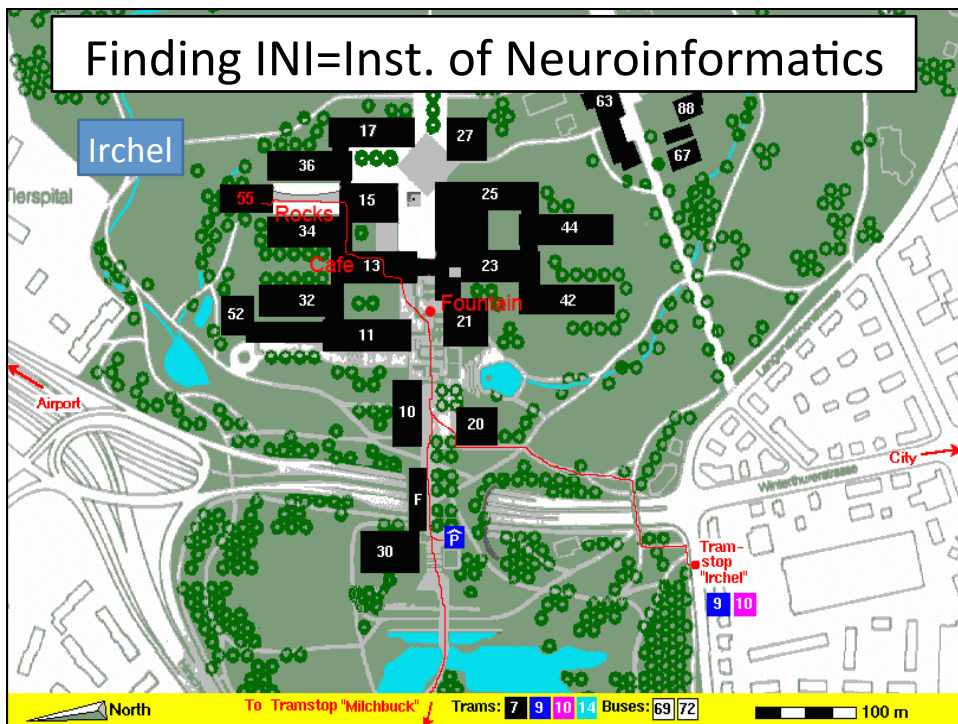 Finding INI=Inst. of Neuroinformatics
Irchel
Tierspital
63
88
17
27
67
36
55
15
25
Rocks
34
44
Cafe
13
23
32
Fountain
42
52
21
11
Airport
10
20
City
Winterthurerstrasse
F
P
30
Tram-
stop
"Irchel"
9 10
North
To Tramstop "Milchbuck"
Trams: 7 9 10 14 Buses: 69 72
100 m